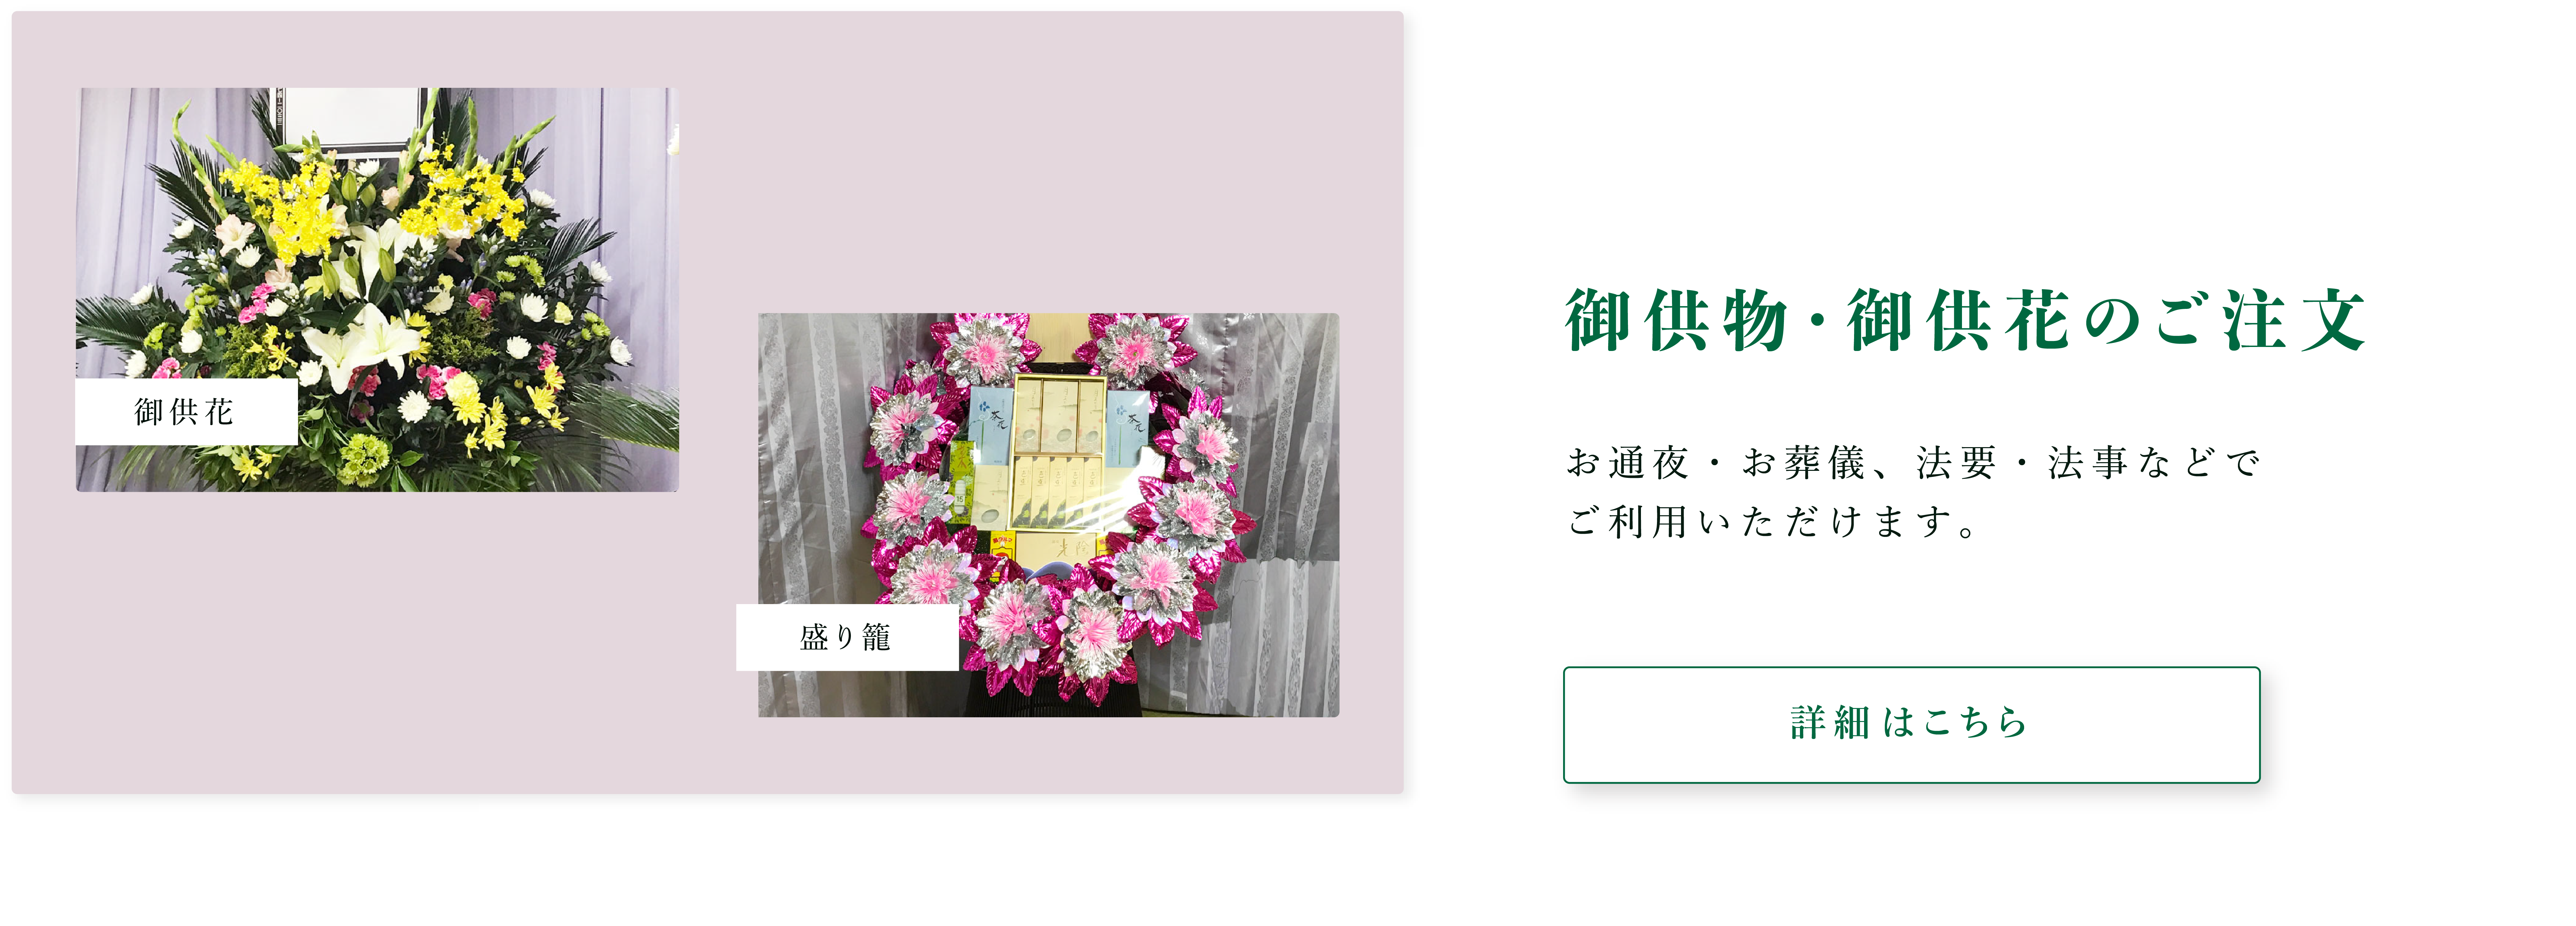 御供花
盛り籠
御供物・御供花のご注文
お通夜・お葬儀、法要・法事などで
ご利用いただけます。
詳細はこちら